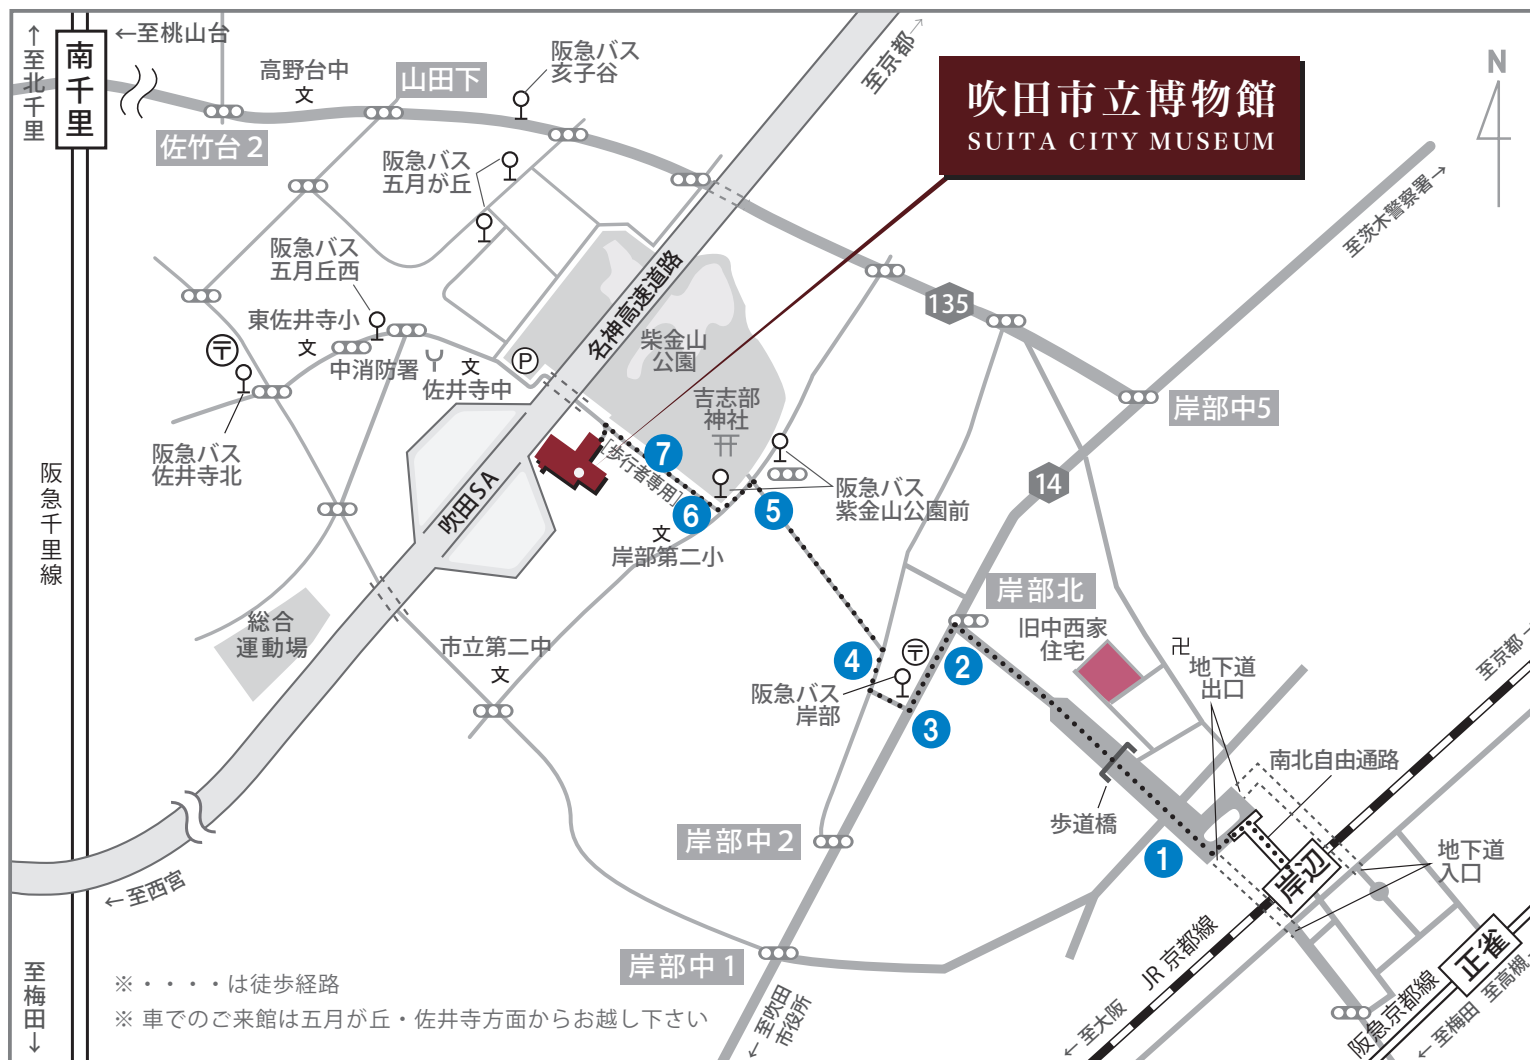 ↑至北千里
南千里
←至桃山台
高野台中
文
山田下
阪急バス
亥子谷
佐竹台2
至京都→
吹田市立博物館
SUITA CITY MUSEUM
N
阪急バス
五月が丘
至茨木警察署→
阪急バス
五月丘西
東佐井寺小
文
〒
中消防署
文
佐井寺中
P
名神高速道路
柴金山
公園
吉志部
神社
135
岸部中5
阪急バス
佐井寺北
阪急千里線
吹田SA
7
[歩行者専用]
6
5
阪急バス
紫金山公園前
14
文
岸部第二小
岸部北
旧中西家
住宅
卍
地下道
出口
総合
運動場
市立第二中
文
4
〒
2
阪急バス
岸部
3
至京都→
南北自由通路
歩道橋
1
岸部中2
地下道
入口
岸辺
←至西宮
岸部中1
JR京都線
正雀
至高槻→
阪急京都線
←至梅田
←至大阪
←至吹田
市役所
至梅田↓
※・・・・は徒歩経路
※ 車でのご来館は五月が丘・佐井寺方面からお越し下さい